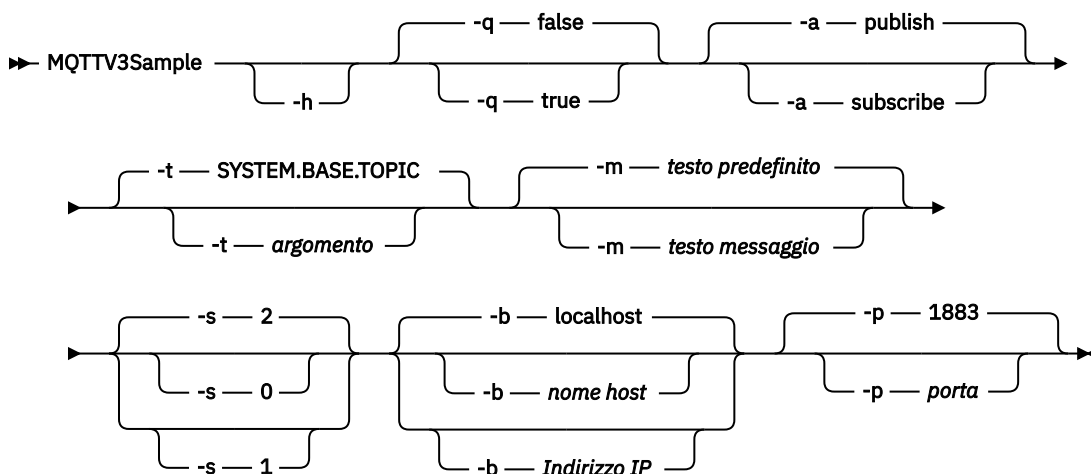 -q false -a publish
MQTTV3Sample
-h -q true -a subscribe
-t SYSTEM.BASE.TOPIC -m testo predefinito
-t argomento -m testo messaggio
-s 2 -b localhost -p 1883
-s 0 -b nome host -p porta
-s 1 -b Indirizzo IP